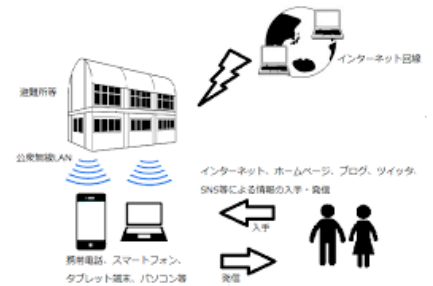 インターネット回線
避難所等
公衆無線LAN
インターネット、ホームページ、ブログ、ツイッタ、
SNS等による情報の入手・発信
入手
携帯電話、スマートフォン、
タブレット端末、パソコン等
発信